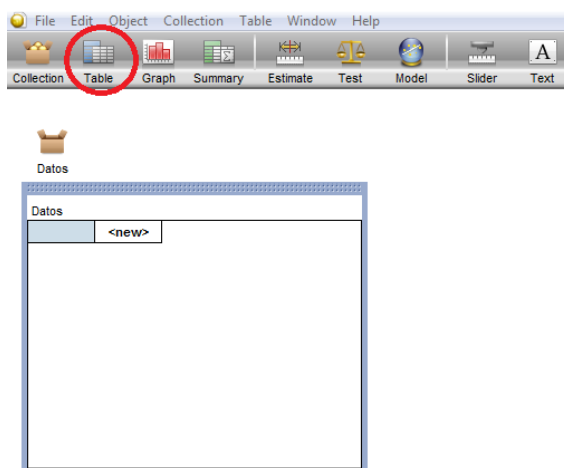 File Edit Object Collection Table Window Help
A
Collection Table Graph Summary Estimate Test Model Slider Text
Datos
Datos
<new>